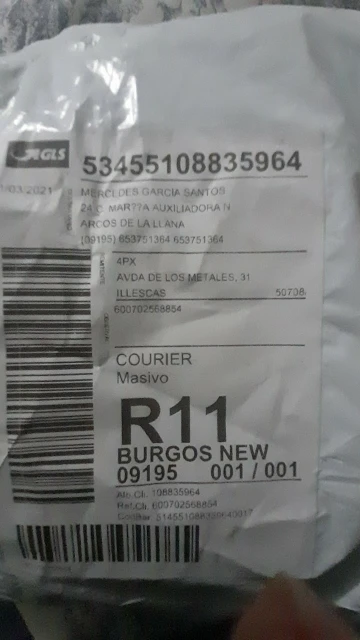 GLS
53455108835964
/03/2021
MERCEDES GARCIA SANTOS
24 C. MAR??A AUXILIADORA N
ARCOS DE LA LLANA
(09195) 653751364 653751364
4PX
AVDA DE LOS METALES, 31
ILLESCAS 50708
600702568854
COURIER
Masivo
R11
BURGOS NEW
09195 001 / 001
Alb.Cli. 108835964
Ref.Cli. 600702568854